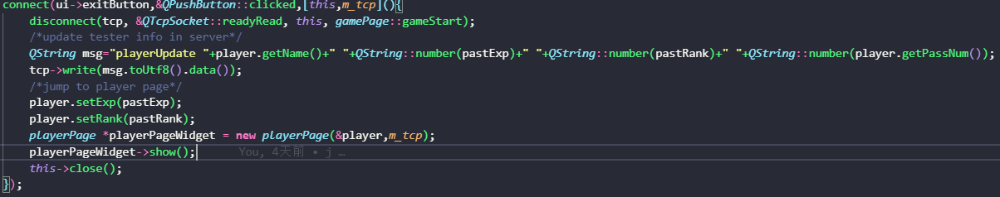 connect(ui->exitButton,&QPushButton::clicked,[this,m_tcp](){
disconnect(tcp, &QTcpSocket::readyRead, this, gamePage::gameStart);
/*update tester info in server*/
QString msg="playerUpdate "+player.getName()+" "+QString::number(pastExp)+" "+QString::number(pastRank)+" "+QString::number(player.getPassNum());
tcp->write(msg.toUtf8().data());
/*jump to player page*/
player.setExp(pastExp);
player.setRank(pastRank);
playerPage *playerPageWidget = new playerPage(&player,m_tcp);
playerPageWidget->show(); You, 4天前 • j …
this->close();
});